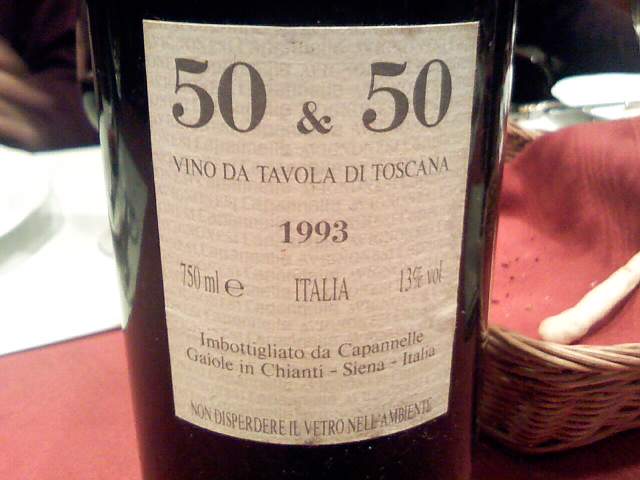 50 & 50
VINO DA TAVOLA DI TOSCANA
1993
750 ml e ITALIA 13% vol
Imbottigliato da Capannelle
Gaiole in Chianti - Siena - Italia
NON DISPERDERE IL VETRO NELL'AMBIENTE